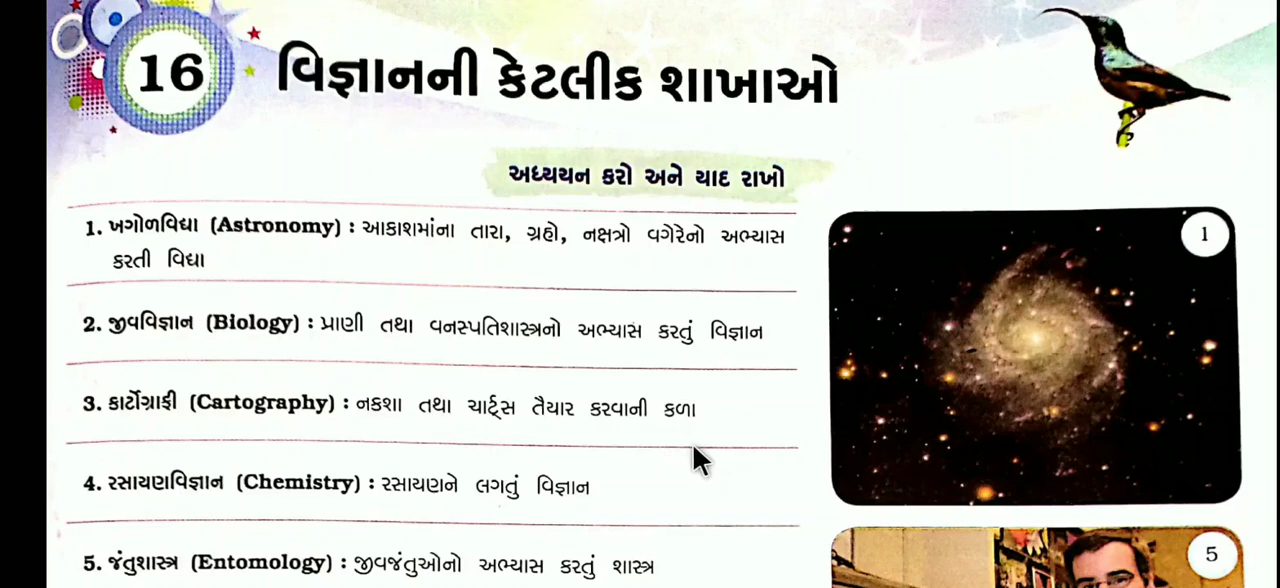 16
વિજ્ઞાનની કેટલીક શાખાઓ
અધ્યયન કરો અને યાદ રાખો
1. ખગોળવિદ્યા (Astronomy) : આકાશમાંના તારા, ગ્રહો, નક્ષત્રો વગેરેનો અભ્યાસ
કરતી વિદ્યા
2. જીવવિજ્ઞાન (Biology) : પ્રાણી તથા વનસ્પતિશાસ્ત્રનો અભ્યાસ કરતું વિજ્ઞાન
3. કાર્ટોગ્રાફી (Cartography) : નકશા તથા ચાર્ટ્સ તૈયાર કરવાની કળા
4. રસાયણવિજ્ઞાન (Chemistry) : રસાયણને લગતું વિજ્ઞાન
5. જંતુશાસ્ત્ર (Entomology) : જીવજંતુઓનો અભ્યાસ કરતું શાસ્ત્ર
1
5